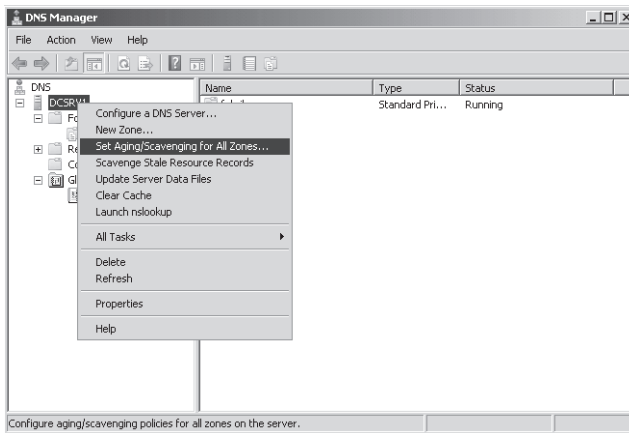 DNS Manager
File Action View Help
DNS
DCSRV1
Name Type Status
Standard Pri... Running
Configure a DNS Server...
New Zone...
Set Aging/Scavenging for All Zones...
Scavenge Stale Resource Records
Update Server Data Files
Clear Cache
Launch nslookup
All Tasks
Delete
Refresh
Properties
Help
Configure aging/scavenging policies for all zones on the server.